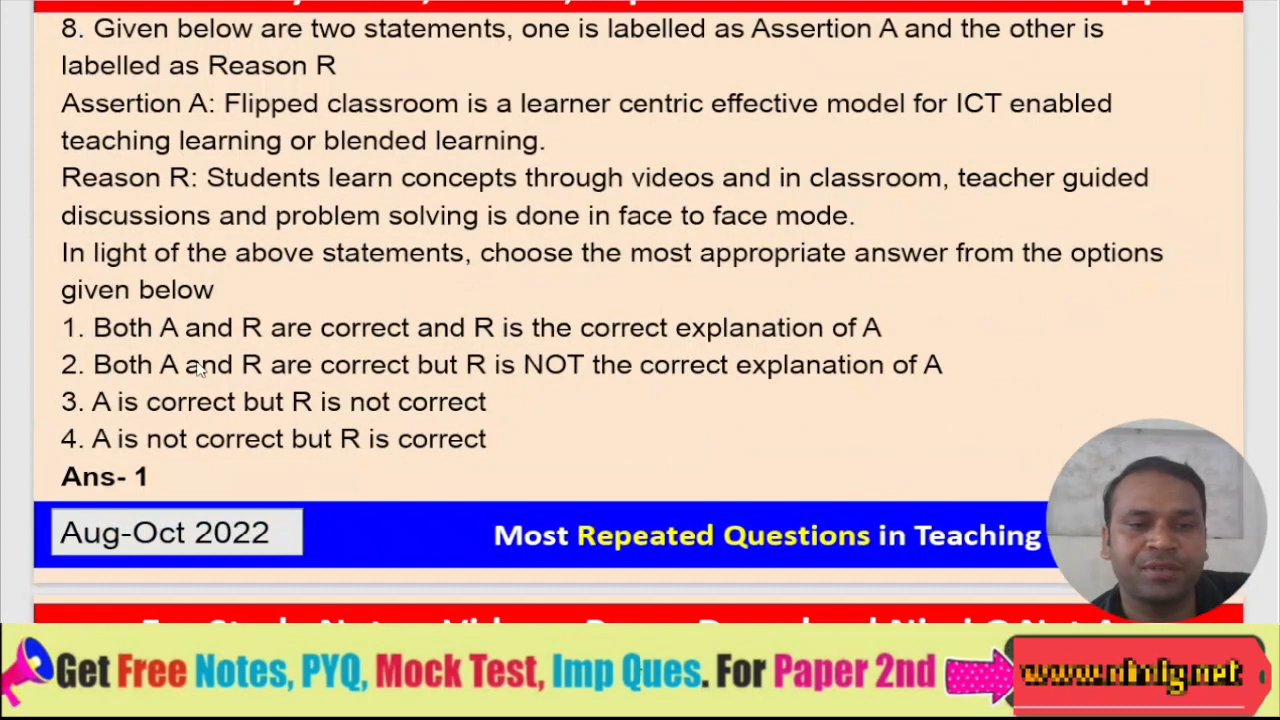 8. Given below are two statements, one is labelled as Assertion A and the other is
labelled as Reason R
Assertion A: Flipped classroom is a learner centric effective model for ICT enabled
teaching learning or blended learning.
Reason R: Students learn concepts through videos and in classroom, teacher guided
discussions and problem solving is done in face to face mode.
In light of the above statements, choose the most appropriate answer from the options
given below
1. Both A and R are correct and R is the correct explanation of A
2. Both A and R are correct but R is NOT the correct explanation of A
3. A is correct but R is not correct
4. A is not correct but R is correct
Ans- 1
Aug-Oct 2022
Most Repeated Questions in Teaching
Get Free Notes, PYQ, Mock Test, Imp Ques. For Paper 2nd